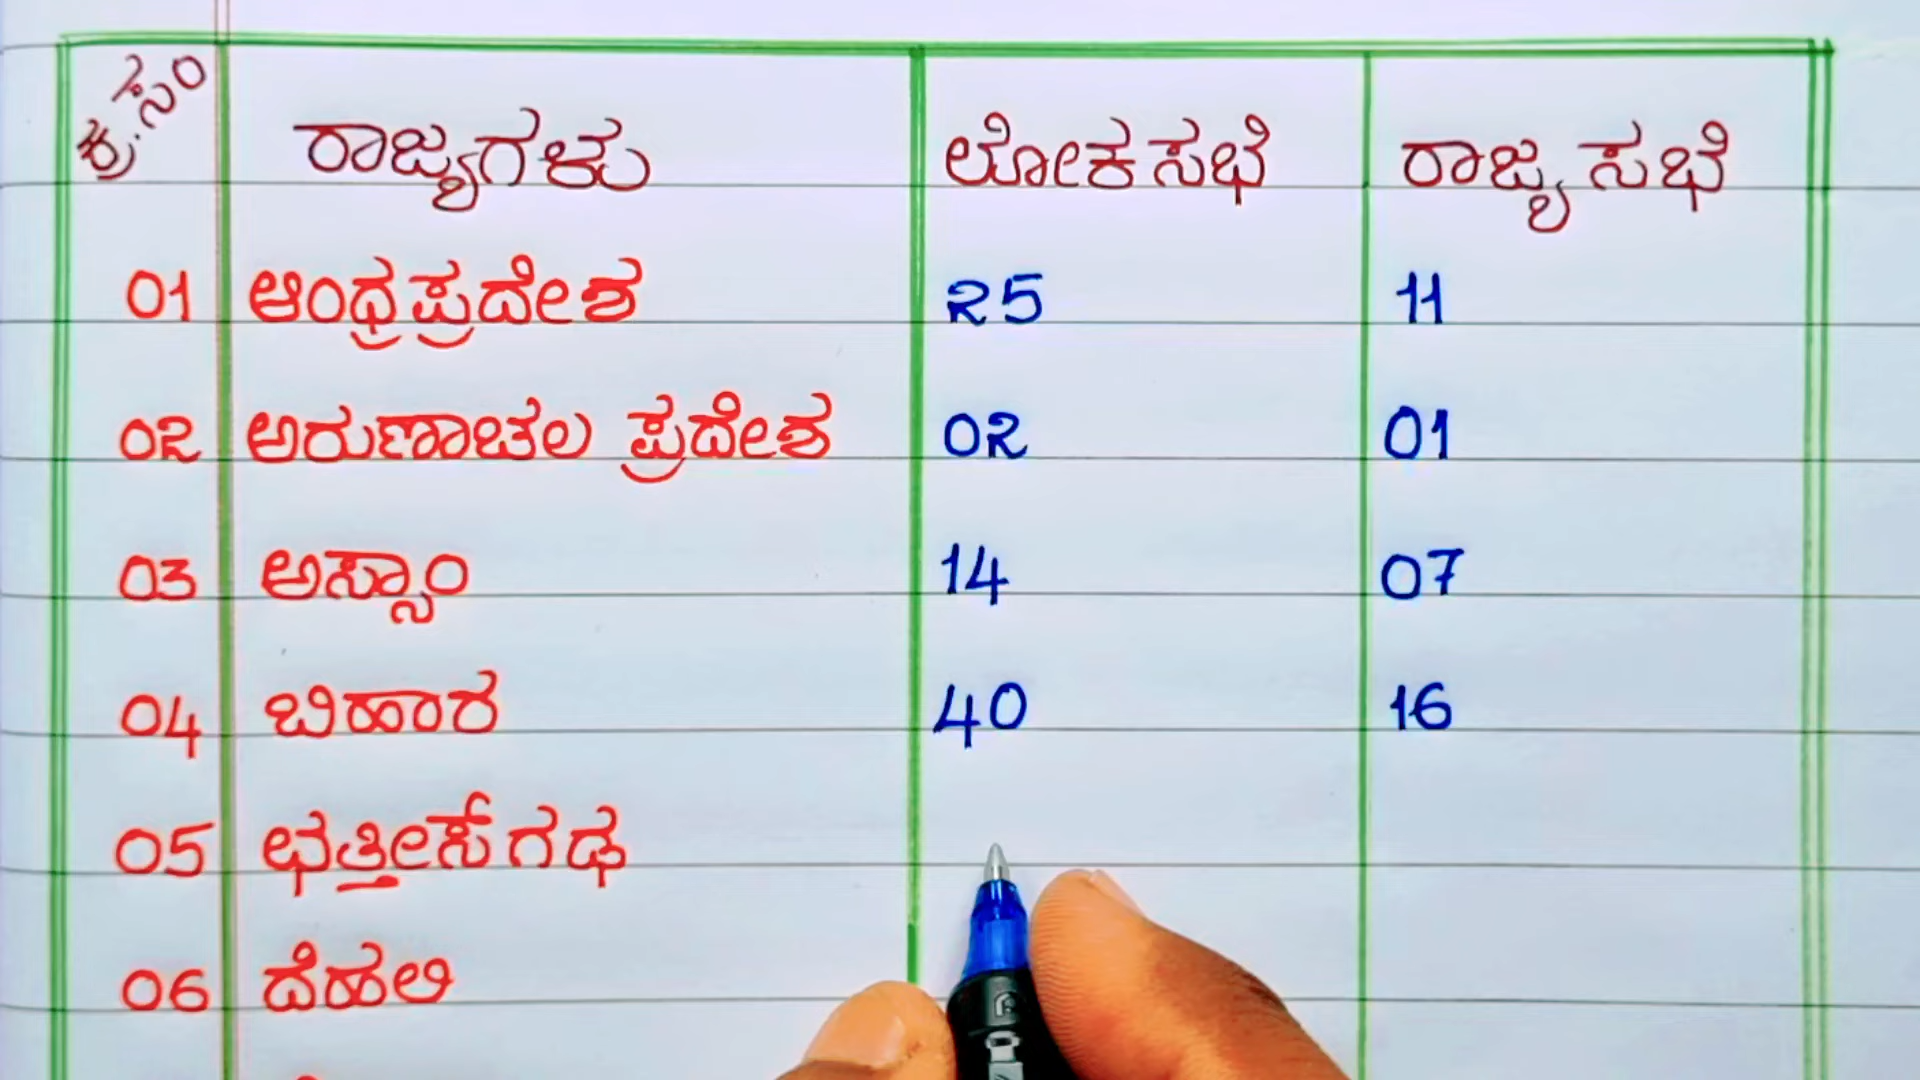 ಕ್ರ.ಸಂ ರಾಜ್ಯಗಳು ಲೋಕಸಭೆ ರಾಜ್ಯಸಭೆ
01 ಆಂಧ್ರಪ್ರದೇಶ 25 11
02 ಅರುಣಾಚಲ ಪ್ರದೇಶ 02 01
03 ಅಸ್ಸಾಂ 14 07
04 ಬಿಹಾರ 40 16
05 ಛತ್ತೀಸ್‌ಗಢ
06 ದೆಹಲಿ